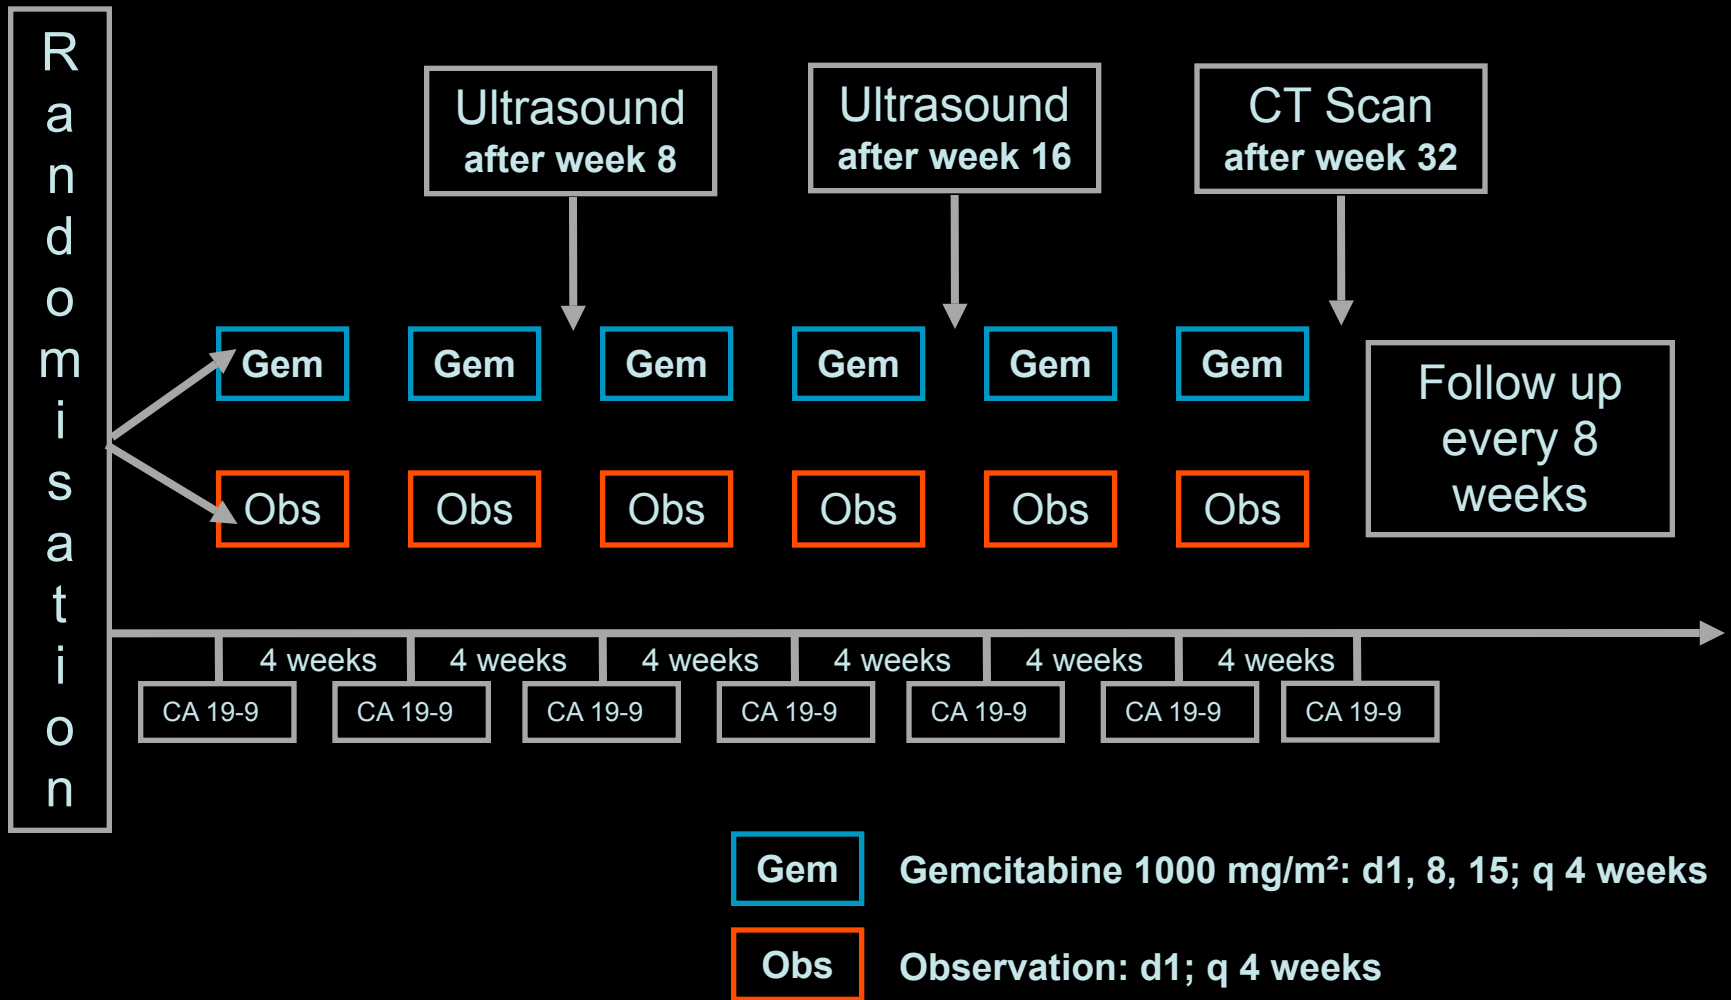 Randomisation
Ultrasound
after week 8
Ultrasound
after week 16
CT Scan
after week 32
Gem Gem Gem Gem Gem Gem
Follow up
every 8
weeks
Obs Obs Obs Obs Obs Obs
4 weeks 4 weeks 4 weeks 4 weeks 4 weeks 4 weeks
CA 19-9 CA 19-9 CA 19-9 CA 19-9 CA 19-9 CA 19-9 CA 19-9
Gem Gemcitabine 1000 mg/m²: d1, 8, 15; q 4 weeks
Obs Observation: d1; q 4 weeks